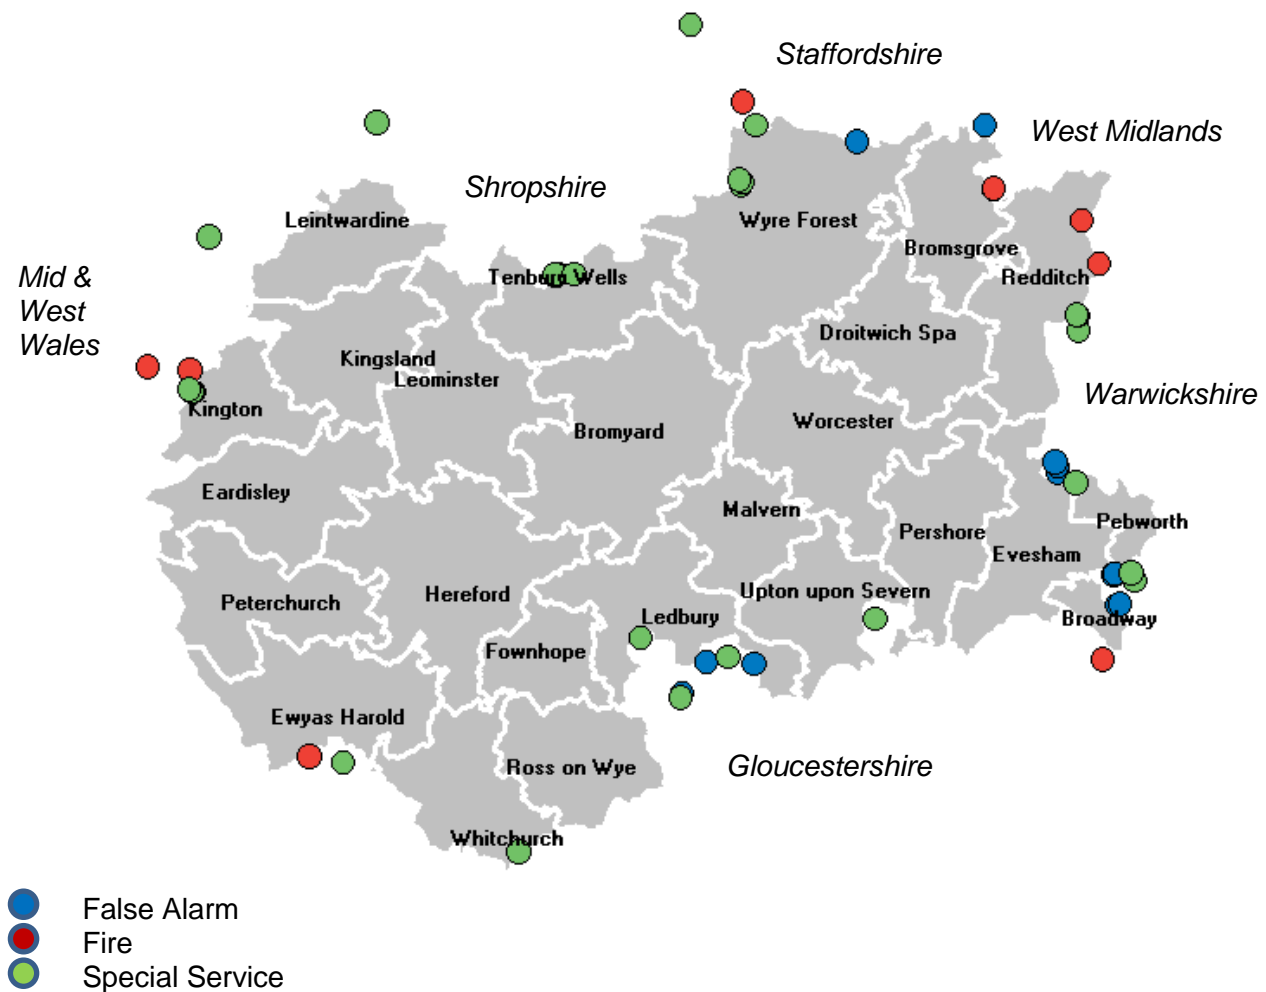 Staffordshire
West Midlands
Shropshire
Leintwardine
Wyre Forest
Bromsgrove
Mid &
West
Wales
Tenbury Wells
Redditch
Droitwich Spa
Kingsland
Leominster
Warwickshire
Kington
Worcester
Bromyard
Eardisley
Malvern
Pebworth
Pershore
Evesham
Hereford
Upton upon Severn
Peterchurch
Ledbury
Broadway
Fownhope
Ewyas Harold
Ross on Wye
Gloucestershire
Whitchurch
False Alarm
Fire
Special Service